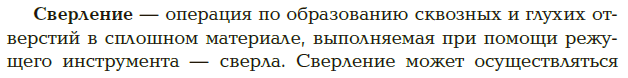 Сверление — операция по образованию сквозных и глухих от-
верстий в сплошном материале, выполняемая при помощи режу-
щего инструмента — сверла. Сверление может осуществляться